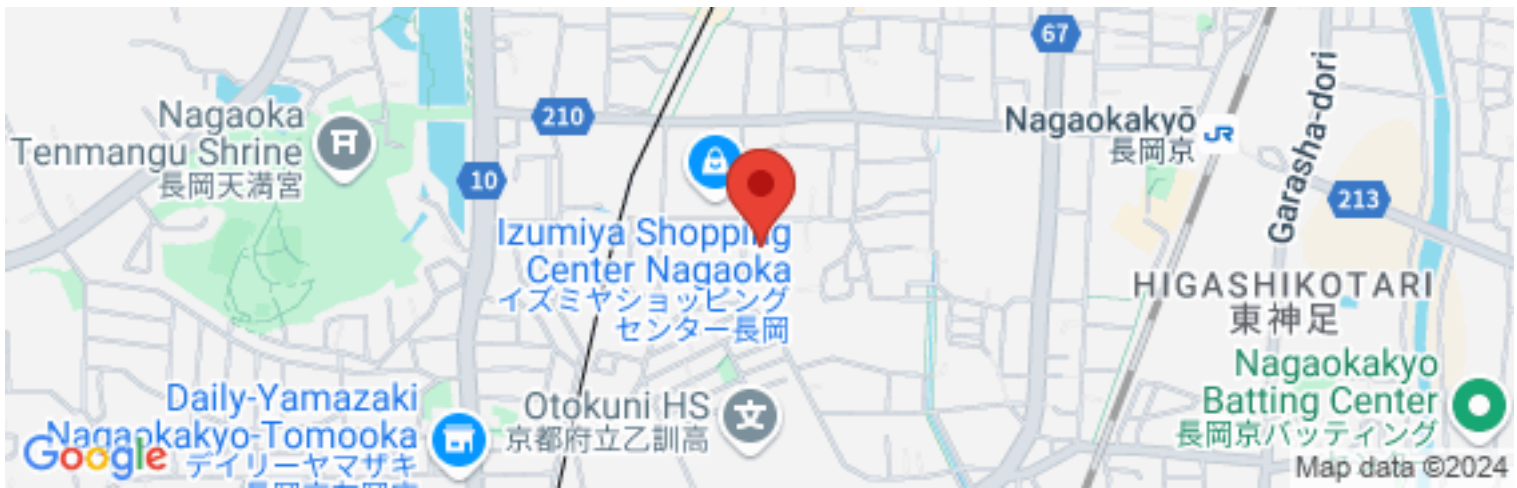 67
Nagaoka
Tenmangu Shrine
長岡天満宮
210
Nagaokakyō
長岡京
JR
Garasha-dori
10
213
Izumiya Shopping
Center Nagaoka
イズミヤショッピング
センター長岡
HIGASHIKOTARI
東神足
Daily-Yamazaki
Nagaokakyo-Tomooka
デイリーヤマザキ
Otokuni HS
京都府立乙訓高
文
Nagaokakyo
Batting Center
長岡京バッティング
Google
Map data ©2024